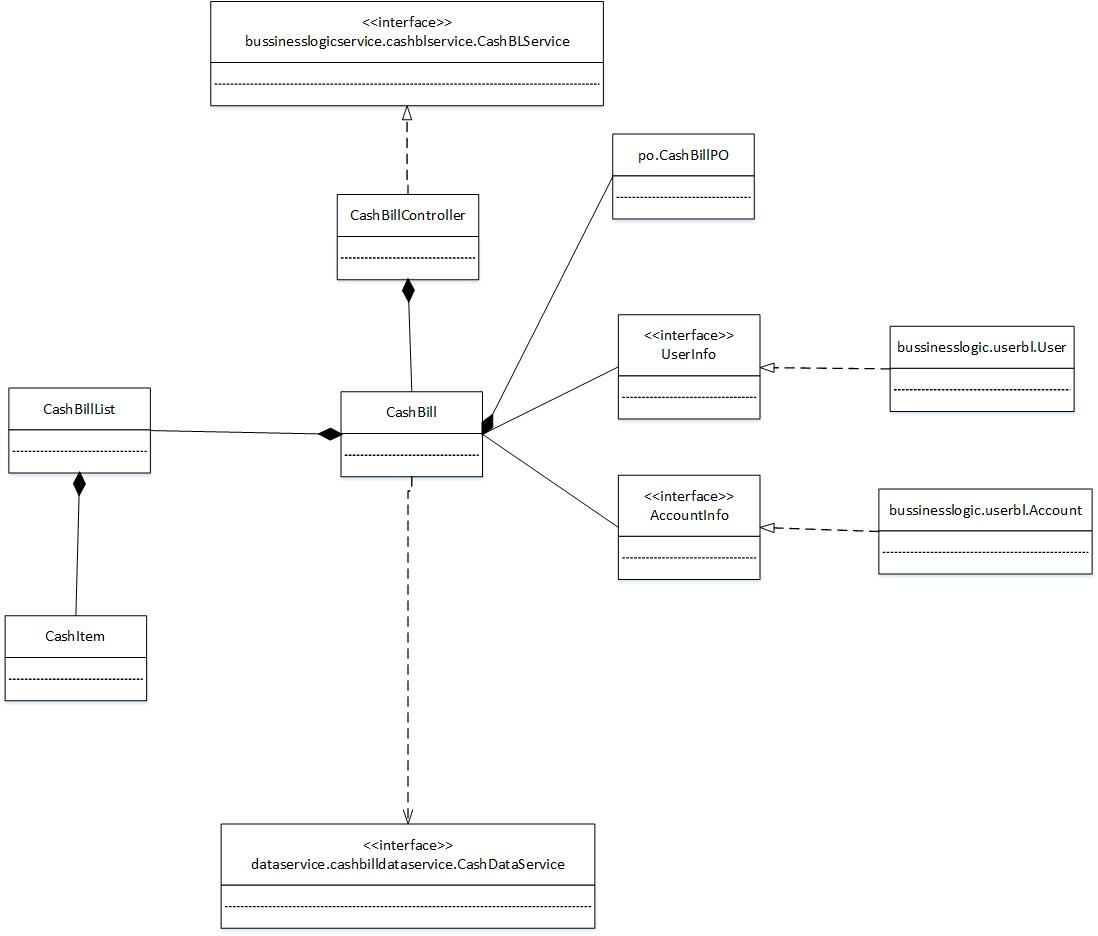 <<interface>>
bussinesslogicservice.cashblservice.CashBLService
po.CashBillPO
CashBillController
<<interface>>
UserInfo
bussinesslogic.userbl.User
CashBillList
CashBill
<<interface>>
AccountInfo
bussinesslogic.userbl.Account
CashItem
<<interface>>
dataservice.cashbilldataservice.CashDataService